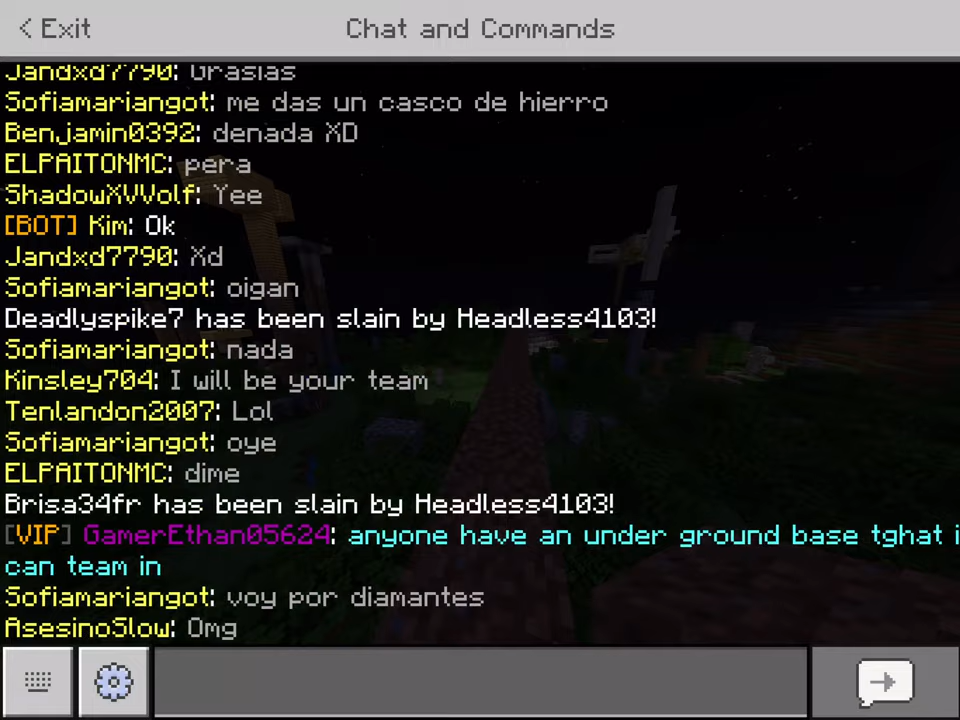 < Exit
Chat and Commands
Jandxd7790: Grasias
Sofiamariangot: me das un casco de hierro
Benjamin0392: denada XD
ELPAITONMC: pera
ShadowXVVolf: Yee
[BOT] Kim: Ok
Jandxd7790: Xd
Sofiamariangot: oigan
Deadlyspike7 has been slain by Headless4103!
Sofiamariangot: nada
Kinsley704: I will be your team
Tenlandon2007: Lol
Sofiamariangot: oye
ELPAITONMC: dime
Brisa34fr has been slain by Headless4103!
[VIP] GamerEthan05624: anyone have an under ground base tghat i
can team in
Sofiamariangot: voy por diamantes
AsesinoSlow: Omg